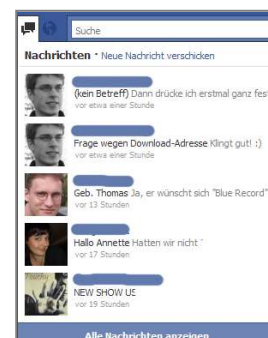 Suche
Nachrichten · Neue Nachricht verschicken
(kein Betreff) Dann drücke ich erstmal ganz fest
vor etwa einer Stunde
Frage wegen Download-Adresse Klingt gut! :)
vor etwa einer Stunde
Geb. Thomas Ja, er wünscht sich "Blue Record"
vor 13 Stunden
Hallo Annette Hatten wir nicht
vor 17 Stunden
NEW SHOW
vor 19 Stunden
Alle Nachrichten anzeigen